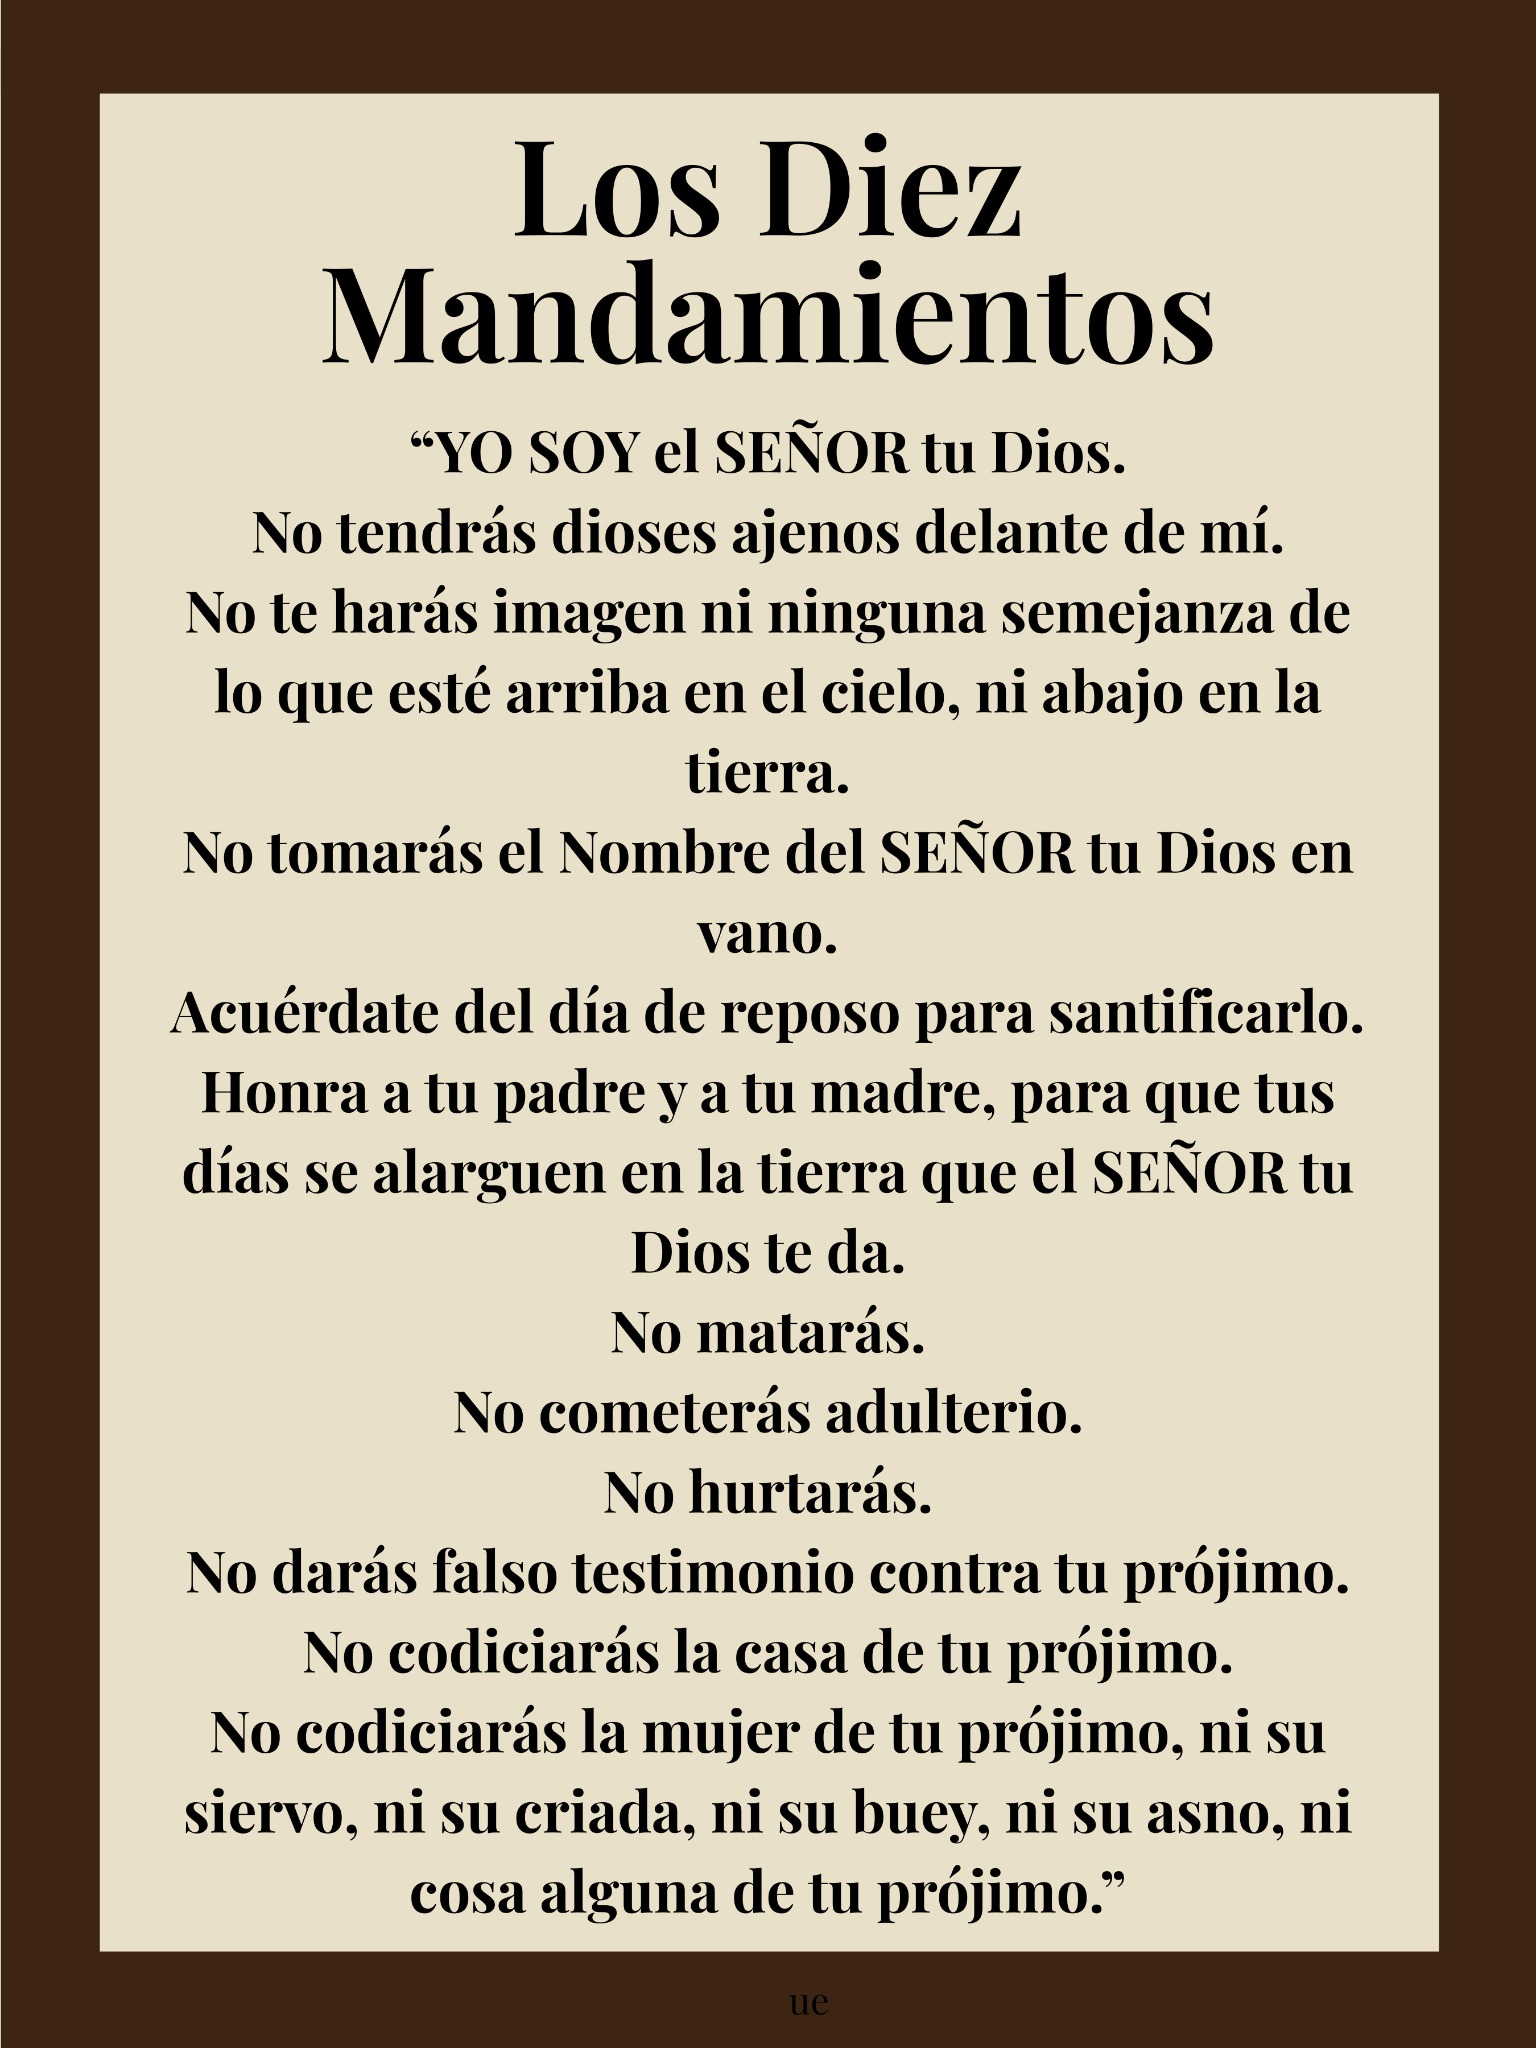 Los Diez
Mandamientos
“YO SOY el SEÑOR tu Dios.
No tendrás dioses ajenos delante de mí.
No te harás imagen ni ninguna semejanza de
lo que esté arriba en el cielo, ni abajo en la
tierra.
No tomarás el Nombre del SEÑOR tu Dios en
vano.
Acuérdate del día de reposo para santificarlo.
Honra a tu padre y a tu madre, para que tus
días se alarguen en la tierra que el SEÑOR tu
Dios te da.
No matarás.
No cometerás adulterio.
No hurtarás.
No darás falso testimonio contra tu prójimo.
No codiciarás la casa de tu prójimo.
No codiciarás la mujer de tu prójimo, ni su
siervo, ni su criada, ni su buey, ni su asno, ni
cosa alguna de tu prójimo.”
ue